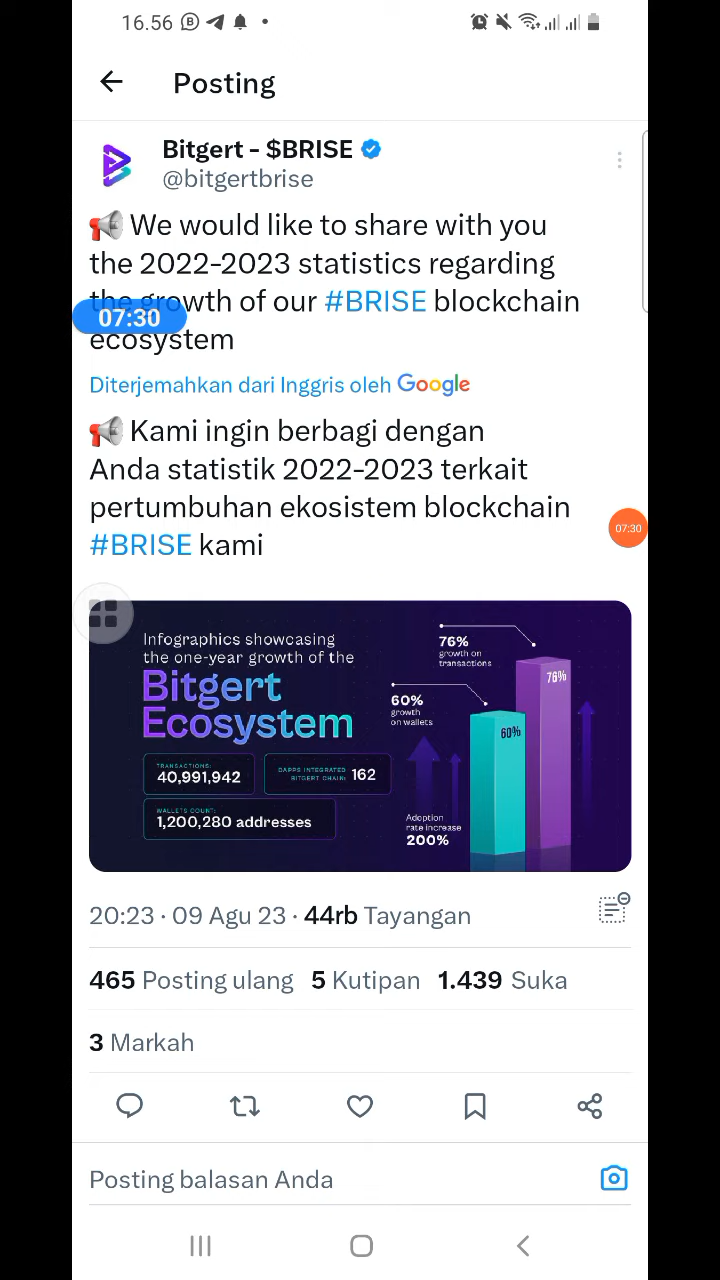 16.56
Posting
Bitgert - $BRISE
@bitgertbrise
📢 We would like to share with you
the 2022-2023 statistics regarding
the growth of our #BRISE blockchain
07:30
ecosystem
Diterjemahkan dari Inggris oleh Google
📢 Kami ingin berbagi dengan
Anda statistik 2022-2023 terkait
pertumbuhan ekosistem blockchain
07:30
#BRISE kami
Infographics showcasing
the one-year growth of the
Bitgert
Ecosystem
TRANSACTIONS:
40,991,942
DAPPS INTEGRATED
BITGERT CHAIN:
162
WALLETS COUNT:
1,200,280 addresses
76%
growth on
transactions
60%
growth
on wallets
76%
60%
Adoption
rate increase
200%
20:23 · 09 Agu 23 · 44rb Tayangan
465 Posting ulang 5 Kutipan 1.439 Suka
3 Markah
Posting balasan Anda